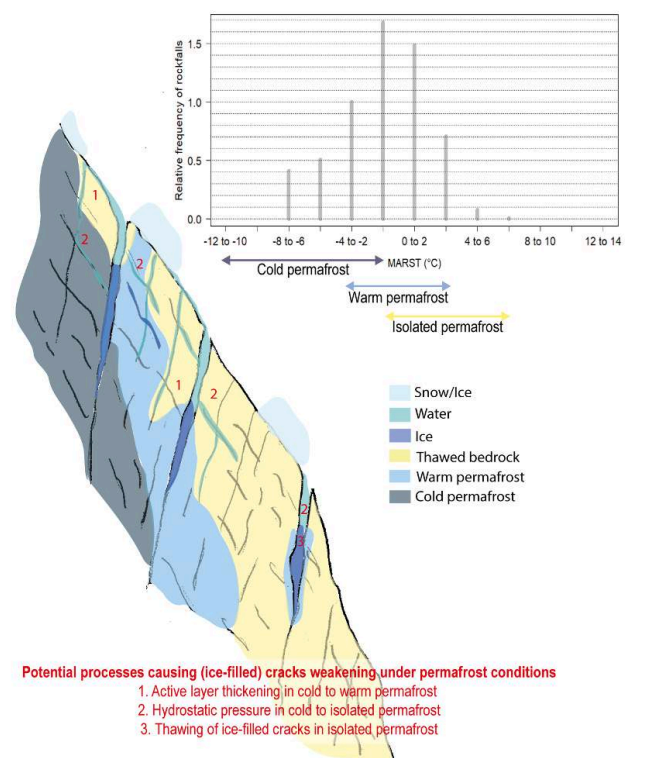 Relative frequency of rockfalls
1.5
1.0
0.5
0.0
-12 to -10 -8 to -6 -4 to -2 0 to 2 4 to 6 8 to 10 12 to 14
MARST (°C)
Cold permafrost
Warm permafrost
Isolated permafrost
1
2
2
1
2
2
3
Snow/Ice
Water
Ice
Thawed bedrock
Warm permafrost
Cold permafrost
Potential processes causing (ice-filled) cracks weakening under permafrost conditions
1. Active layer thickening in cold to warm permafrost
2. Hydrostatic pressure in cold to isolated permafrost
3. Thawing of ice-filled cracks in isolated permafrost